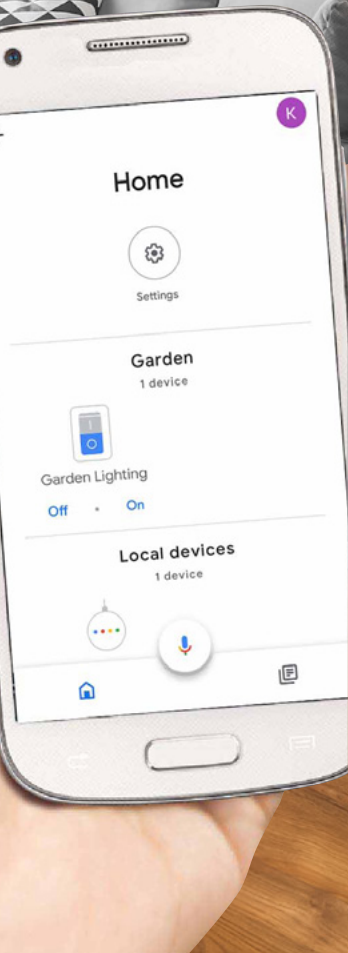 K
Home
Settings
Garden
1 device
Garden Lighting
Off • On
Local devices
1 device